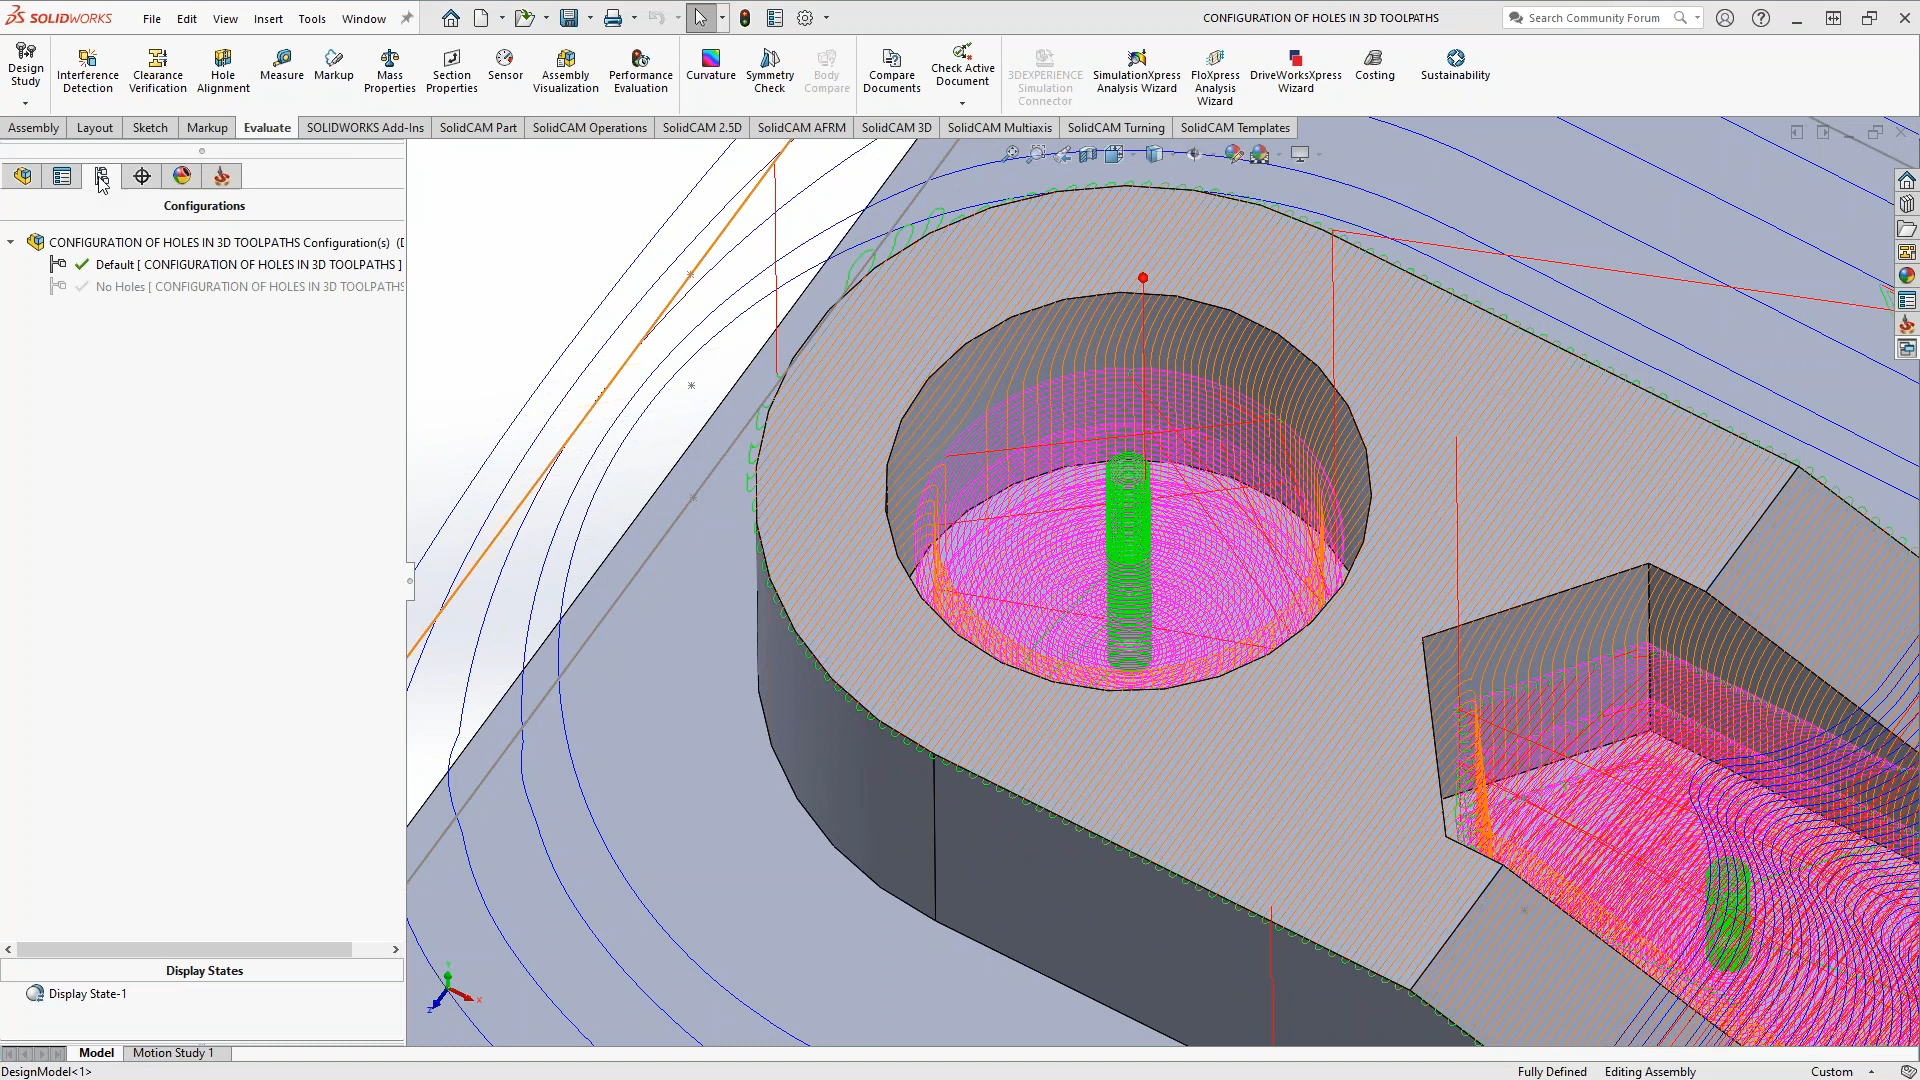 SOLIDWORKS File Edit View Insert Tools Window CONFIGURATION OF HOLES IN 3D TOOLPATHS Search Community Forum
Design Study
Interference Detection
Clearance Verification
Hole Alignment
Measure
Markup
Mass Properties
Section Properties
Sensor
Assembly Visualization
Performance Evaluation
Curvature
Symmetry Check
Body Compare
Compare Documents
Check Active Document
3DEXPERIENCE Simulation Connector
SimulationXpress Analysis Wizard
FloXpress Analysis Wizard
DriveWorksXpress Wizard
Costing
Sustainability
Assembly Layout Sketch Markup Evaluate SOLIDWORKS Add-Ins SolidCAM Part SolidCAM Operations SolidCAM 2.5D SolidCAM AFRM SolidCAM 3D SolidCAM Multiaxis SolidCAM Turning SolidCAM Templates
Configurations
CONFIGURATION OF HOLES IN 3D TOOLPATHS Configuration(s) (D
Default [ CONFIGURATION OF HOLES IN 3D TOOLPATHS ]
No Holes [ CONFIGURATION OF HOLES IN 3D TOOLPATHS
Display States
Display State-1
Y
X
Z
Model Motion Study 1
DesignModel<1> Fully Defined Editing Assembly Custom